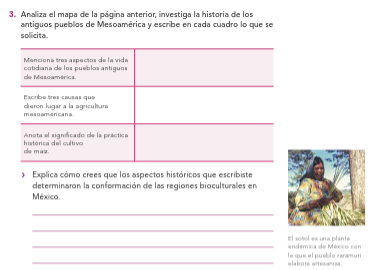 3. Analiza el mapa de la página anterior, investiga la historia de los
antiguos pueblos de Mesoamérica y escribe en cada cuadro lo que se
solicita.
Menciona tres aspectos de la vida
cotidiana de los pueblos antiguos
de Mesoamérica.
Escribe tres causas que
dieron lugar a la agricultura
mesoamericana.
Anota el significado de la práctica
histórica del cultivo
de maíz.
› Explica cómo crees que los aspectos históricos que escribiste
determinaron la conformación de las regiones bioculturales en
México.
El sotol es una planta
endémica de México con
la que el pueblo rarámuri
elabora artesanías.